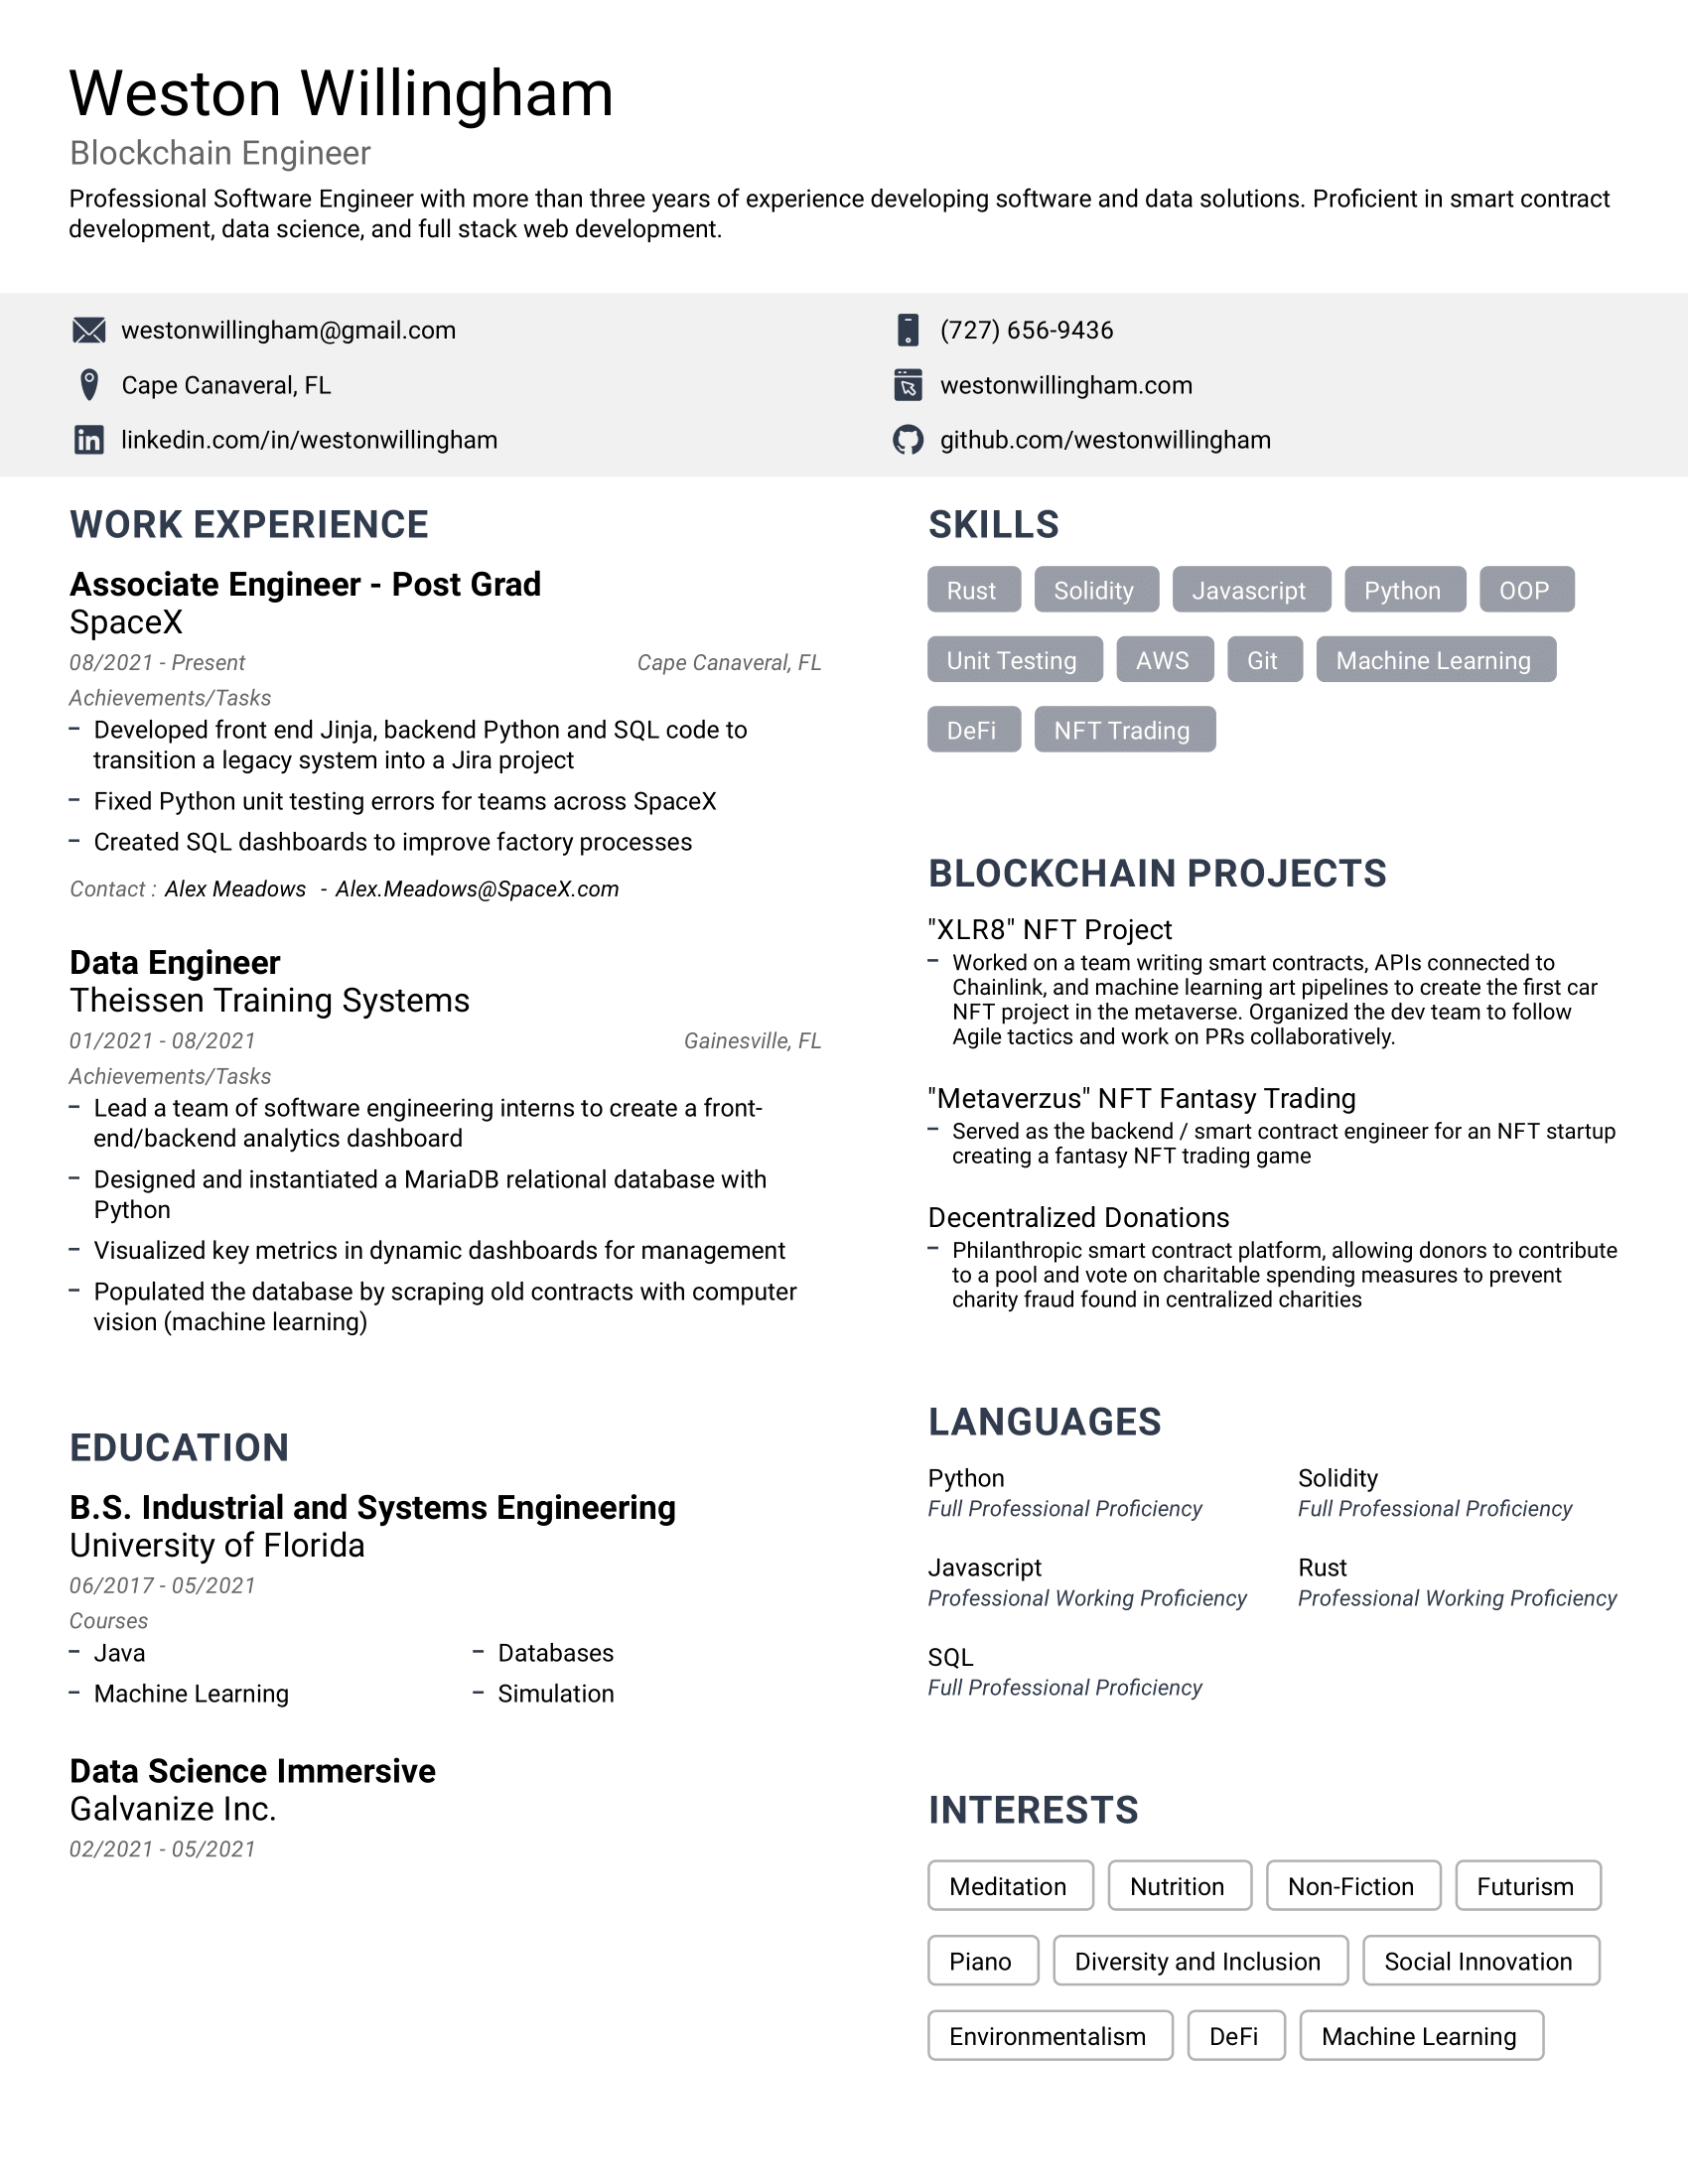 Weston Willingham
Blockchain Engineer
Professional Software Engineer with more than three years of experience developing software and data solutions. Proficient in smart contract
development, data science, and full stack web development.
westonwillingham@gmail.com
(727) 656-9436
Cape Canaveral, FL
westonwillingham.com
linkedin.com/in/westonwillingham
github.com/westonwillingham
WORK EXPERIENCE
Associate Engineer - Post Grad
SpaceX
08/2021 - Present Cape Canaveral, FL
Achievements/Tasks
– Developed front end Jinja, backend Python and SQL code to
transition a legacy system into a Jira project
– Fixed Python unit testing errors for teams across SpaceX
– Created SQL dashboards to improve factory processes
Contact : Alex Meadows - Alex.Meadows@SpaceX.com
Data Engineer
Theissen Training Systems
01/2021 - 08/2021 Gainesville, FL
Achievements/Tasks
– Lead a team of software engineering interns to create a front-
end/backend analytics dashboard
– Designed and instantiated a MariaDB relational database with
Python
– Visualized key metrics in dynamic dashboards for management
– Populated the database by scraping old contracts with computer
vision (machine learning)
EDUCATION
B.S. Industrial and Systems Engineering
University of Florida
06/2017 - 05/2021
Courses
– Java – Databases
– Machine Learning – Simulation
Data Science Immersive
Galvanize Inc.
02/2021 - 05/2021
SKILLS
Rust Solidity Javascript Python OOP
Unit Testing AWS Git Machine Learning
DeFi NFT Trading
BLOCKCHAIN PROJECTS
"XLR8" NFT Project
– Worked on a team writing smart contracts, APIs connected to
Chainlink, and machine learning art pipelines to create the first car
NFT project in the metaverse. Organized the dev team to follow
Agile tactics and work on PRs collaboratively.
"Metaverzus" NFT Fantasy Trading
– Served as the backend / smart contract engineer for an NFT startup
creating a fantasy NFT trading game
Decentralized Donations
– Philanthropic smart contract platform, allowing donors to contribute
to a pool and vote on charitable spending measures to prevent
charity fraud found in centralized charities
LANGUAGES
Python Solidity
Full Professional Proficiency Full Professional Proficiency
Javascript Rust
Professional Working Proficiency Professional Working Proficiency
SQL
Full Professional Proficiency
INTERESTS
Meditation Nutrition Non-Fiction Futurism
Piano Diversity and Inclusion Social Innovation
Environmentalism DeFi Machine Learning